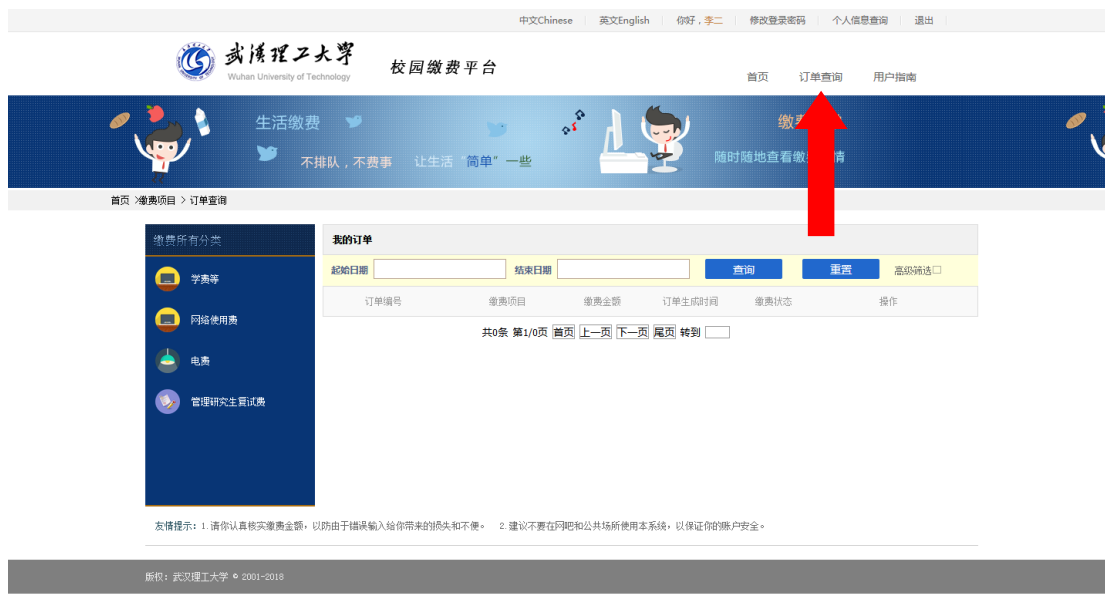 中文Chinese 英文English 你好，李二 修改登录密码 个人信息查询 退出
武汉理工大学
Wuhan University of Technology
校园缴费平台
首页 订单查询 用户指南
生活缴费
不排队，不费事 让生活“简单”一些
随时随地查看缴
首页 >缴费项目 > 订单查询
缴费所有分类
学费等
网络使用费
电费
管理研究生复试费
我的订单
起始日期 结束日期 查询 重置 高级筛选
订单编号 缴费项目 缴费金额 订单生成时间 缴费状态 操作
共0条 第1/0页 首页 上一页 下一页 尾页 转到
友情提示：1.请你认真核实缴费金额，以防由于错误输入给你带来的损失和不便。 2.建议不要在网吧和公共场所使用本系统，以保证你的账户安全。
版权：武汉理工大学 © 2001-2018